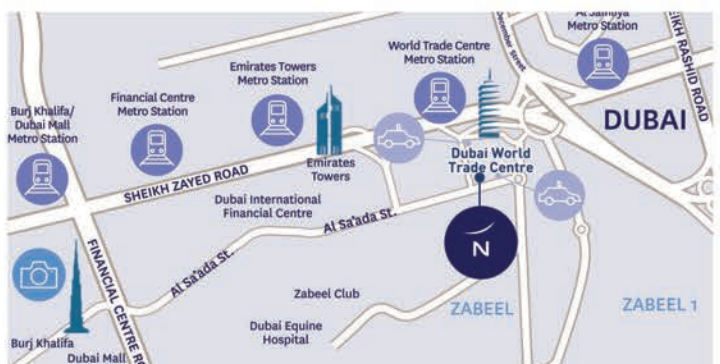 December Street
Al Jafiliya
Metro Station
SHEIKH RASHID ROAD
World Trade Centre
Metro Station
Emirates Towers
Metro Station
Financial Centre
Metro Station
Burj Khalifa/
Dubai Mall
Metro Station
DUBAI
SHEIKH ZAYED ROAD
Emirates
Towers
Dubai World
Trade Centre
Dubai International
Financial Centre
Al Sa'ada St.
Al Sa'ada St.
N
FINANCIAL CENTRE
Zabeel Club
ZABEEL
ZABEEL 1
Dubai Equine
Hospital
Burj Khalifa
Dubai Mall